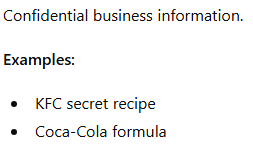 Confidential business information.
Examples:
• KFC secret recipe
• Coca-Cola formula